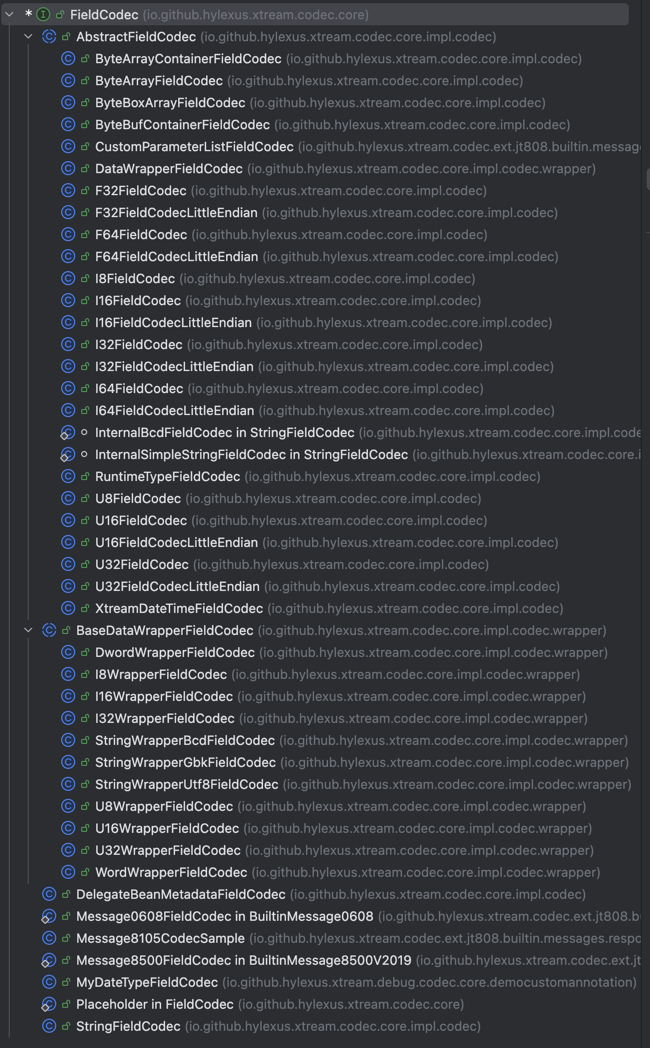 * FieldCodec (io.github.hylexus.xtream.codec.core)
AbstractFieldCodec (io.github.hylexus.xtream.codec.core.impl.codec)
ByteArrayContainerFieldCodec (io.github.hylexus.xtream.codec.core.impl.codec)
ByteArrayFieldCodec (io.github.hylexus.xtream.codec.core.impl.codec)
ByteBoxArrayFieldCodec (io.github.hylexus.xtream.codec.core.impl.codec)
ByteBufContainerFieldCodec (io.github.hylexus.xtream.codec.core.impl.codec)
CustomParameterListFieldCodec (io.github.hylexus.xtream.codec.ext.jt808.builtin.message
DataWrapperFieldCodec (io.github.hylexus.xtream.codec.core.impl.codec.wrapper)
F32FieldCodec (io.github.hylexus.xtream.codec.core.impl.codec)
F32FieldCodecLittleEndian (io.github.hylexus.xtream.codec.core.impl.codec)
F64FieldCodec (io.github.hylexus.xtream.codec.core.impl.codec)
F64FieldCodecLittleEndian (io.github.hylexus.xtream.codec.core.impl.codec)
I8FieldCodec (io.github.hylexus.xtream.codec.core.impl.codec)
I16FieldCodec (io.github.hylexus.xtream.codec.core.impl.codec)
I16FieldCodecLittleEndian (io.github.hylexus.xtream.codec.core.impl.codec)
I32FieldCodec (io.github.hylexus.xtream.codec.core.impl.codec)
I32FieldCodecLittleEndian (io.github.hylexus.xtream.codec.core.impl.codec)
I64FieldCodec (io.github.hylexus.xtream.codec.core.impl.codec)
I64FieldCodecLittleEndian (io.github.hylexus.xtream.codec.core.impl.codec)
InternalBcdFieldCodec in StringFieldCodec (io.github.hylexus.xtream.codec.core.impl.code
InternalSimpleStringFieldCodec in StringFieldCodec (io.github.hylexus.xtream.codec.core.i
RuntimeTypeFieldCodec (io.github.hylexus.xtream.codec.core.impl.codec)
U8FieldCodec (io.github.hylexus.xtream.codec.core.impl.codec)
U16FieldCodec (io.github.hylexus.xtream.codec.core.impl.codec)
U16FieldCodecLittleEndian (io.github.hylexus.xtream.codec.core.impl.codec)
U32FieldCodec (io.github.hylexus.xtream.codec.core.impl.codec)
U32FieldCodecLittleEndian (io.github.hylexus.xtream.codec.core.impl.codec)
XtreamDateTimeFieldCodec (io.github.hylexus.xtream.codec.core.impl.codec)
BaseDataWrapperFieldCodec (io.github.hylexus.xtream.codec.core.impl.codec.wrapper)
DwordWrapperFieldCodec (io.github.hylexus.xtream.codec.core.impl.codec.wrapper)
I8WrapperFieldCodec (io.github.hylexus.xtream.codec.core.impl.codec.wrapper)
I16WrapperFieldCodec (io.github.hylexus.xtream.codec.core.impl.codec.wrapper)
I32WrapperFieldCodec (io.github.hylexus.xtream.codec.core.impl.codec.wrapper)
StringWrapperBcdFieldCodec (io.github.hylexus.xtream.codec.core.impl.codec.wrapper)
StringWrapperGbkFieldCodec (io.github.hylexus.xtream.codec.core.impl.codec.wrapper)
StringWrapperUtf8FieldCodec (io.github.hylexus.xtream.codec.core.impl.codec.wrapper)
U8WrapperFieldCodec (io.github.hylexus.xtream.codec.core.impl.codec.wrapper)
U16WrapperFieldCodec (io.github.hylexus.xtream.codec.core.impl.codec.wrapper)
U32WrapperFieldCodec (io.github.hylexus.xtream.codec.core.impl.codec.wrapper)
WordWrapperFieldCodec (io.github.hylexus.xtream.codec.core.impl.codec.wrapper)
DelegateBeanMetadataFieldCodec (io.github.hylexus.xtream.codec.core.impl.codec)
Message0608FieldCodec in BuiltinMessage0608 (io.github.hylexus.xtream.codec.ext.jt808.b
Message8105CodecSample (io.github.hylexus.xtream.codec.ext.jt808.builtin.messages.respo
Message8500FieldCodec in BuiltinMessage8500V2019 (io.github.hylexus.xtream.codec.ext.jt
MyDateTypeFieldCodec (io.github.hylexus.xtream.debug.codec.core.democustomannotation)
Placeholder in FieldCodec (io.github.hylexus.xtream.codec.core)
StringFieldCodec (io.github.hylexus.xtream.codec.core.impl.codec)